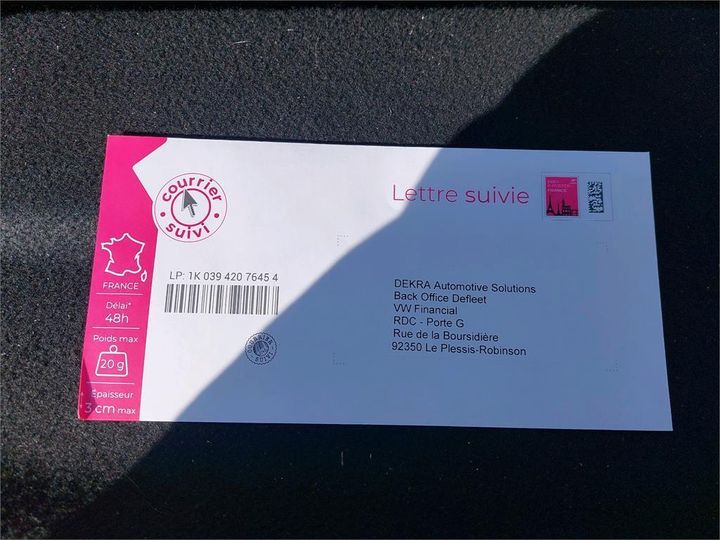 courrier
suivi
Lettre suivie
LP: 1K 039 420 7645 4
FRANCE
Délai*
48h
Poids max
20 g
Épaisseur
3 cm max
DEKRA Automotive Solutions
Back Office Defleet
VW Financial
RDC - Porte G
Rue de la Boursidière
92350 Le Plessis-Robinson
COURRIER
SUIVI